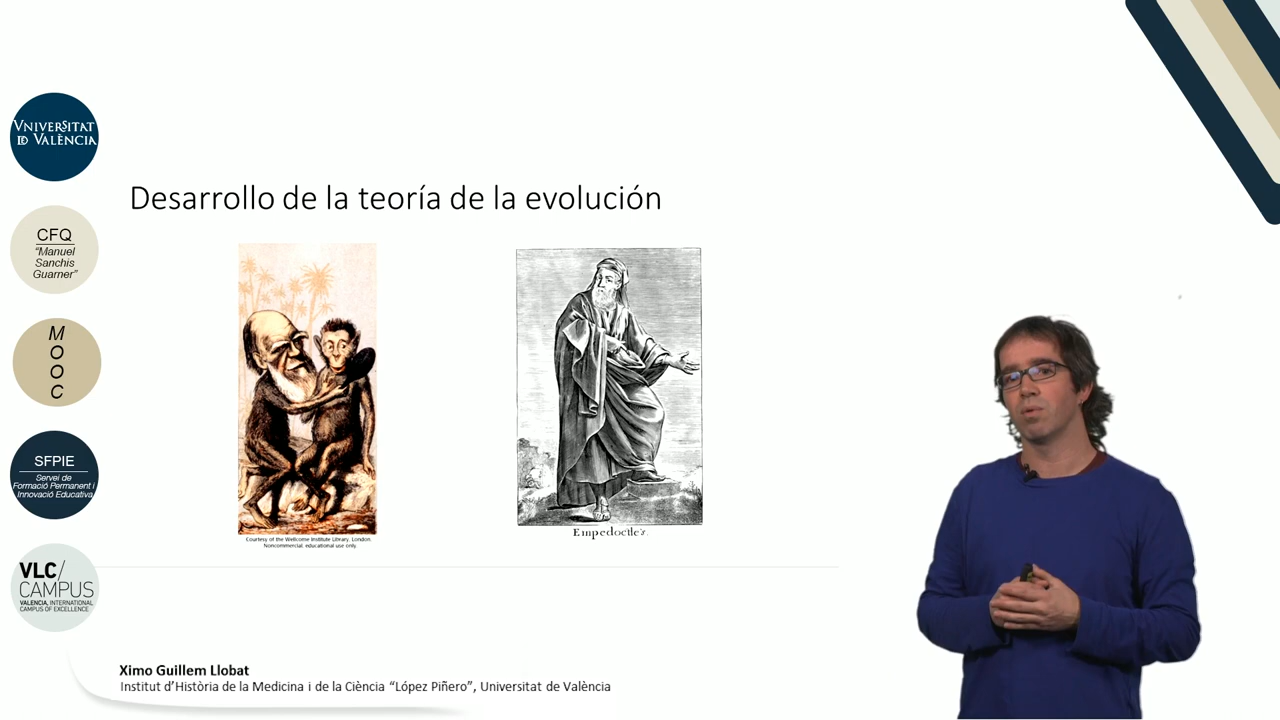 VNIVERSITAT
ID VALÈNCIA
CFQ
“Manuel
Sanchis
Guarner”
M
O
O
C
SFPIE
Servei de
Formació Permanent i
Innovació Educativa
VLC/
CAMPUS
VALENCIA, INTERNATIONAL
CAMPUS OF EXCELLENCE
Desarrollo de la teoría de la evolución
Courtesy of the Wellcome Institute Library, London.
Noncommercial, educational use only.
Empedocles.
Ximo Guillem Llobat
Institut d’Història de la Medicina i de la Ciència “López Piñero”, Universitat de València